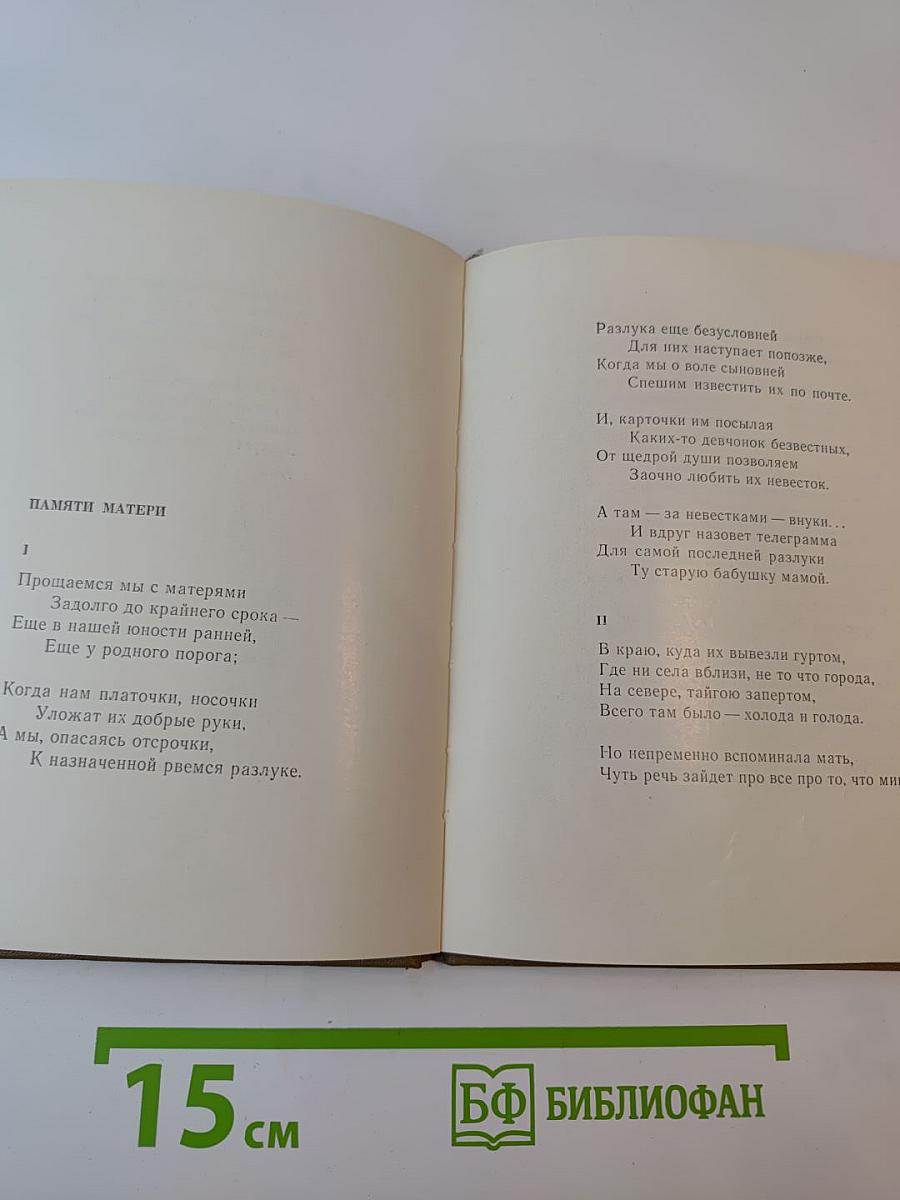 ПАМЯТИ МАТЕРИ
I
Прощаемся мы с матерями
Задолго до крайнего срока —
Еще в нашей юности ранней,
Еще у родного порога;
Когда нам платочки, носочки
Уложат их добрые руки,
А мы, опасаясь отсрочки,
К назначенной рвемся разлуке.
Разлука еще безусловней
Для них наступает попозже,
Когда мы о воле сыновней
Спешим известить их по почте.
И, карточки им посылая
Каких-то девчонок безвестных,
От щедрой души позволяем
Заочно любить их невесток.
А там — за невестками — внуки...
И вдруг назовет телеграмма
Для самой последней разлуки
Ту старую бабушку мамой.
II
В краю, куда их вывезли гуртом,
Где ни села вблизи, не то что города,
На севере, тайгою запертом,
Всего там было — холода и голода.
Но непременно вспоминала мать,
Чуть речь зайдет про все про то, что
15 см
БФ БИБЛИОФАН